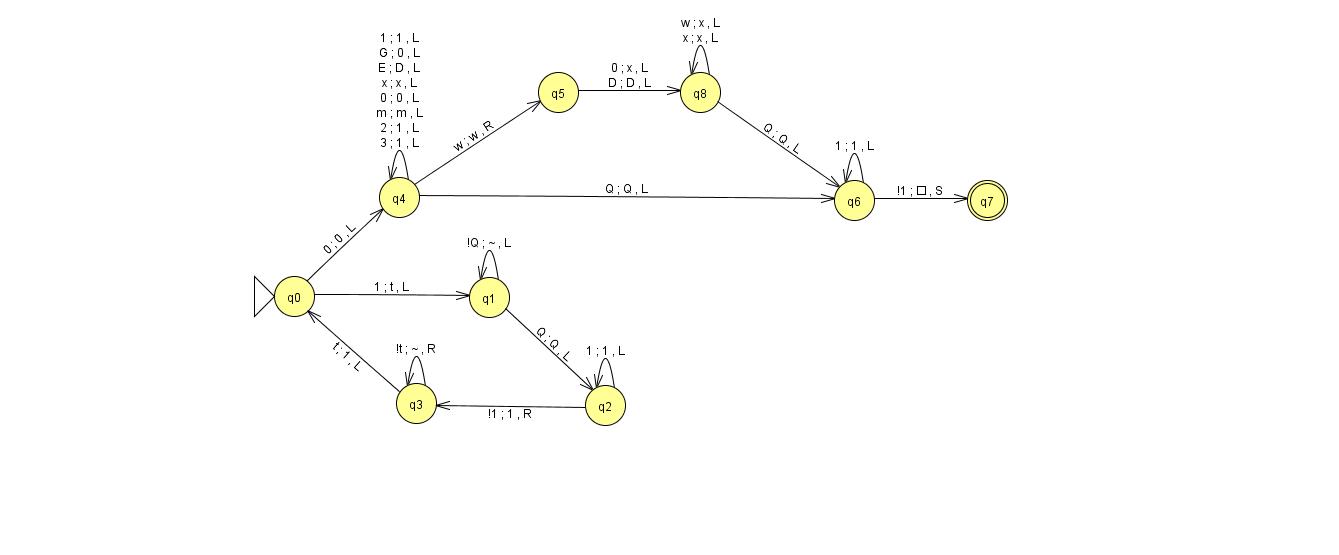 w ; x , L
x ; x , L
1 ; 1 , L
G ; 0 , L
E ; D , L
x ; x , L
0 ; 0 , L
m ; m , L
2 ; 1 , L
3 ; 1 , L
0 ; x , L
D ; D , L
q5
q8
w ; w , R
Q ; Q , L
1 ; 1 , L
q4
Q ; Q , L
q6
!1 ; □ , S
q7
0 ; 0 , L
!Q ; ~ , L
q0
1 ; t , L
q1
t ; 1 , L
!t ; ~ , R
Q ; Q , L
1 ; 1 , L
q3
!1 ; 1 , R
q2